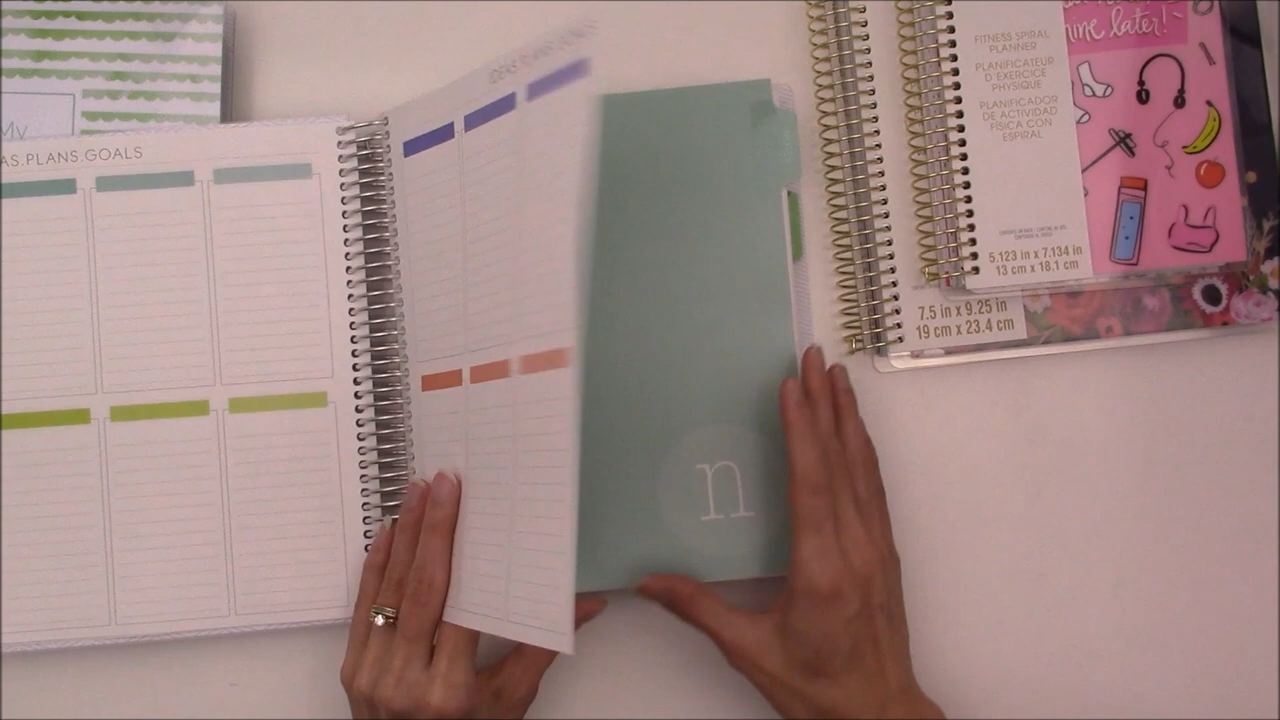 My
AS.PLANS.GOALS
IDEAS.PLANS.GOALS
n
FITNESS SPIRAL
PLANNER
PLANIFICATEUR
D'EXERCICE
PHYSIQUE
PLANIFICADOR
DE ACTIVIDAD
FÍSICA CON
ESPIRAL
5.123 in x 7.134 in
13 cm x 18.1 cm
later!
7.5 in x 9.25 in
19 cm x 23.4 cm